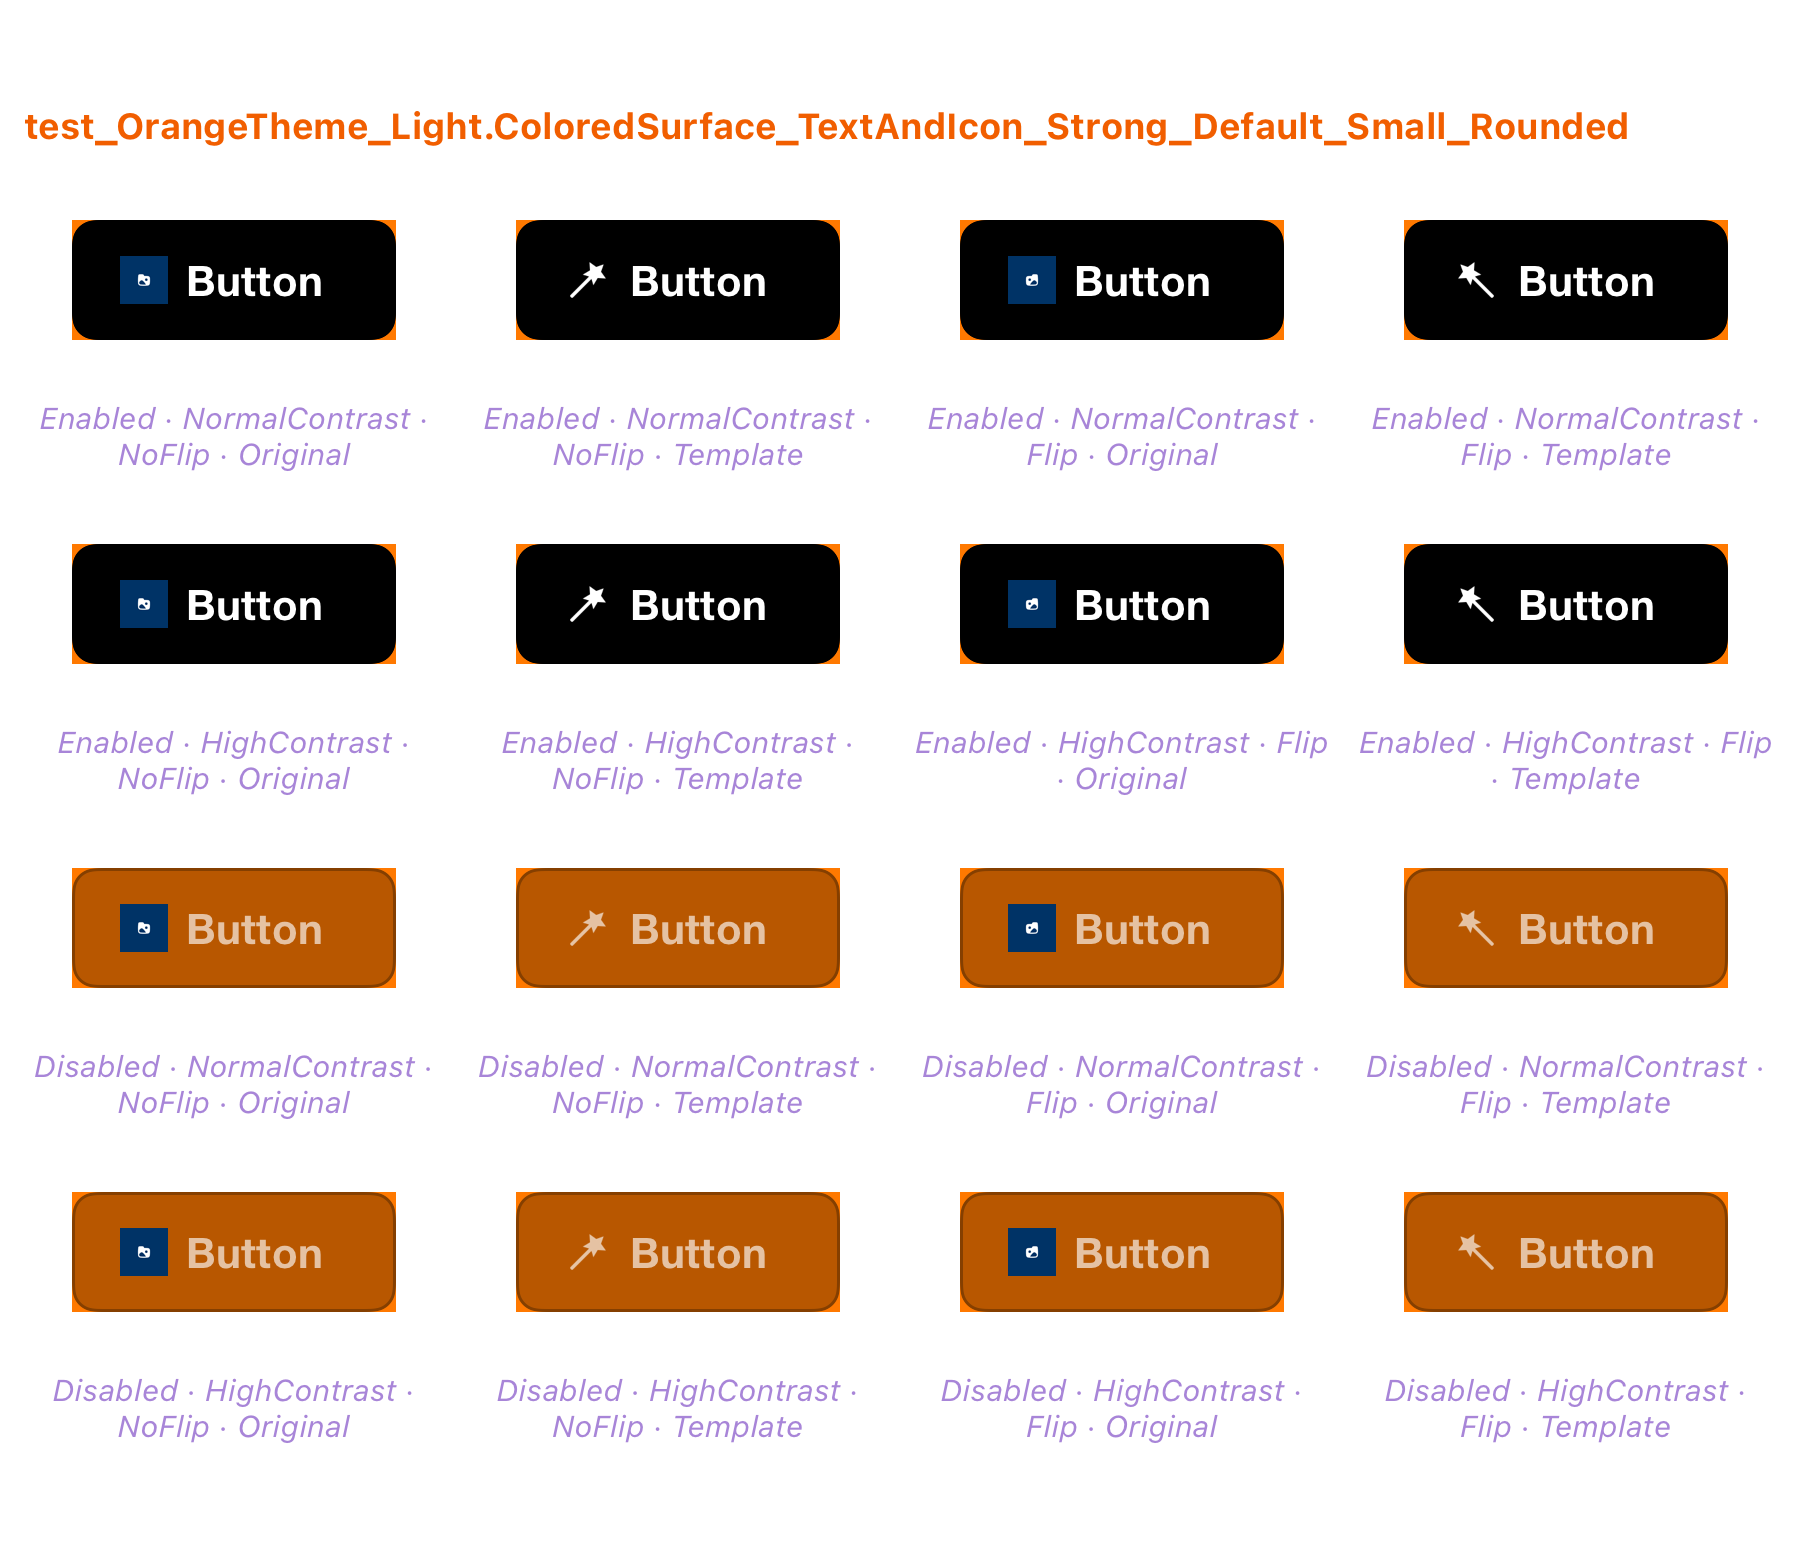 test_OrangeTheme_Light.ColoredSurface_TextAndIcon_Strong_Default_Small_Rounded
Button Button Button Button
Enabled · NormalContrast · Enabled · NormalContrast · Enabled · NormalContrast · Enabled · NormalContrast ·
NoFlip · Original NoFlip · Template Flip · Original Flip · Template
Button Button Button Button
Enabled · HighContrast · Enabled · HighContrast · Enabled · HighContrast · Flip Enabled · HighContrast · Flip
NoFlip · Original NoFlip · Template · Original · Template
Button Button Button Button
Disabled · NormalContrast · Disabled · NormalContrast · Disabled · NormalContrast · Disabled · NormalContrast ·
NoFlip · Original NoFlip · Template Flip · Original Flip · Template
Button Button Button Button
Disabled · HighContrast · Disabled · HighContrast · Disabled · HighContrast · Disabled · HighContrast ·
NoFlip · Original NoFlip · Template Flip · Original Flip · Template